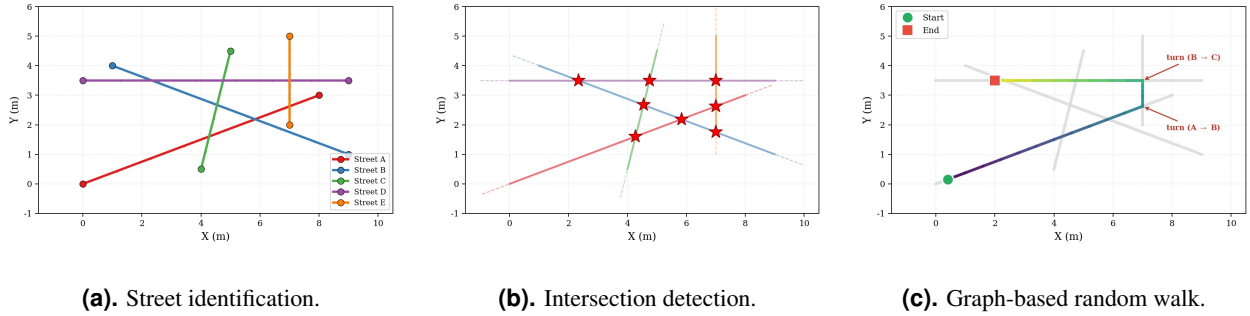 6
5
4
3
2
1
0
-1
Y (m)
0
2
4
6
8
10
X (m)
Street A
Street B
Street C
Street D
Street E
(a). Street identification.
6
5
4
3
2
1
0
-1
Y (m)
0
2
4
6
8
10
X (m)
(b). Intersection detection.
6
5
4
3
2
1
0
-1
Y (m)
0
2
4
6
8
10
X (m)
Start
End
turn (B → C)
turn (A → B)
(c). Graph-based random walk.